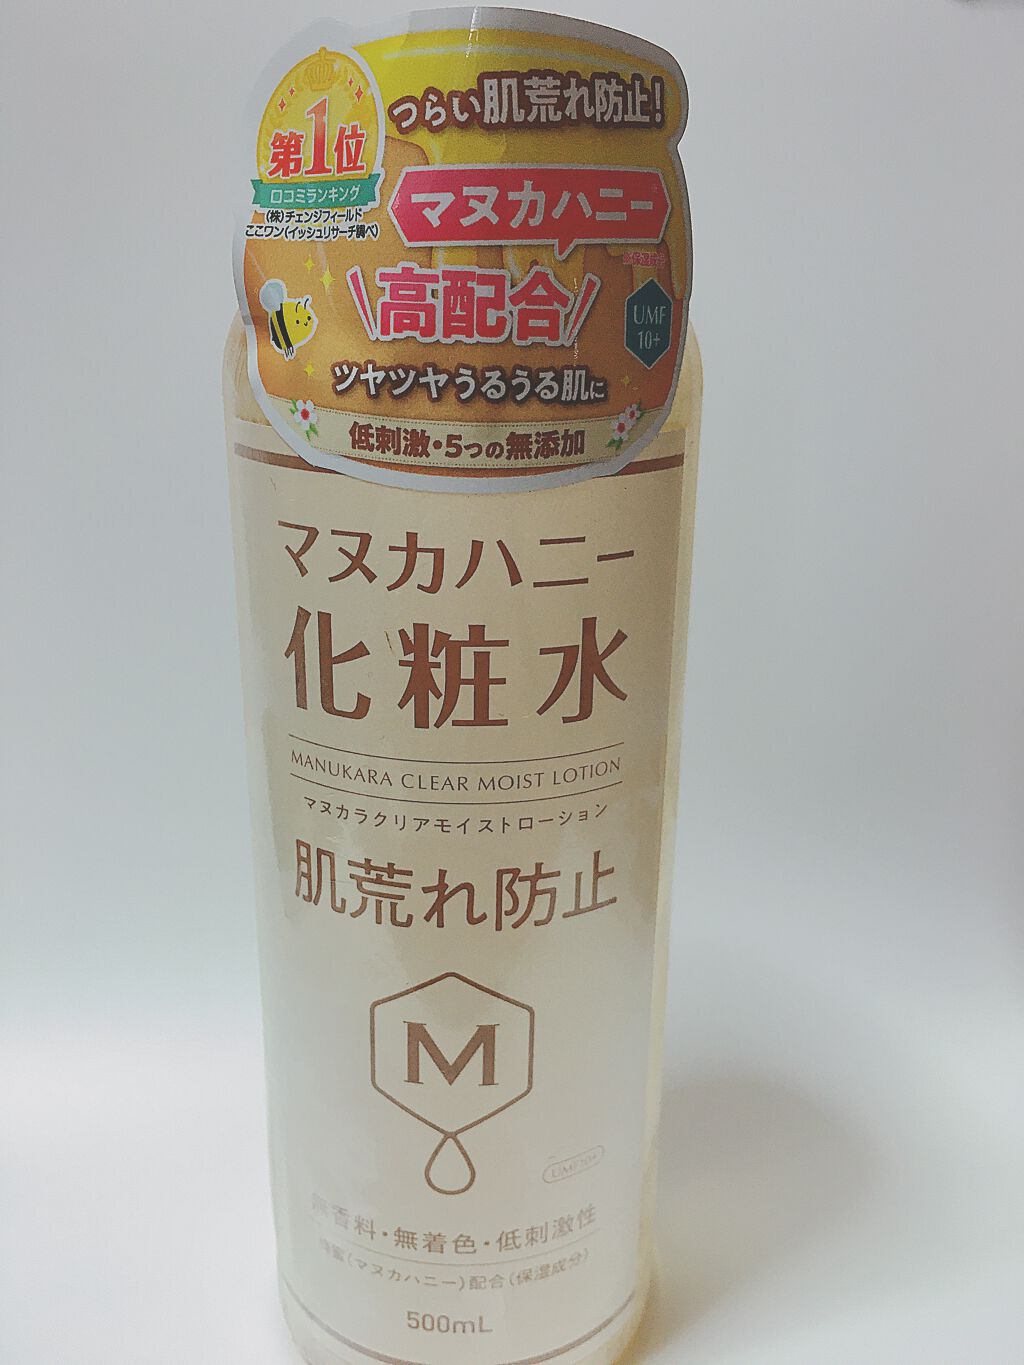 第1位
口コミランキング
(株)チェンジフィールド
ここワン(イッシュリサーチ調べ)
つらい肌荒れ防止!
マヌカハニー
高配合
UMF
10+
ツヤツヤうるうる肌に
低刺激・5つの無添加
マヌカハニー
化粧水
MANUKARA CLEAR MOIST LOTION
マヌカラクリアモイストローション
肌荒れ防止
M
無香料・無着色・低刺激性
蜂蜜(マヌカハニー)配合(保湿成分)
500mL